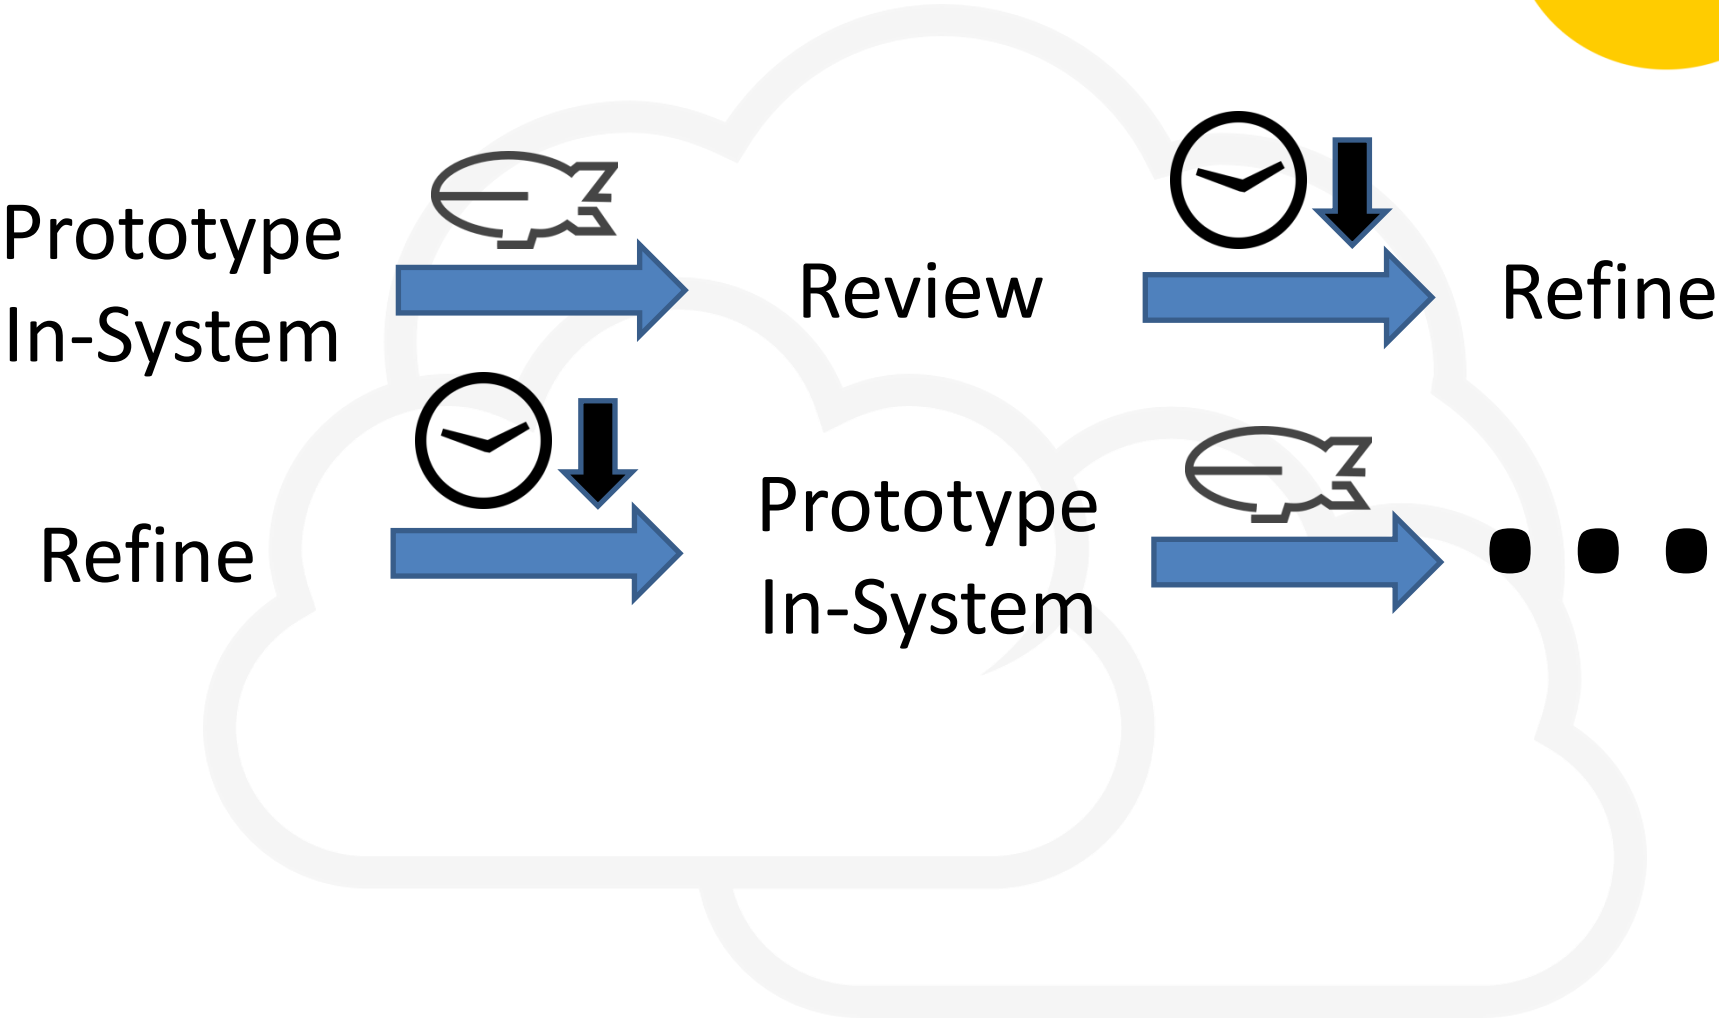 Prototype
In-System
Review
Refine
Refine
Prototype
In-System
...